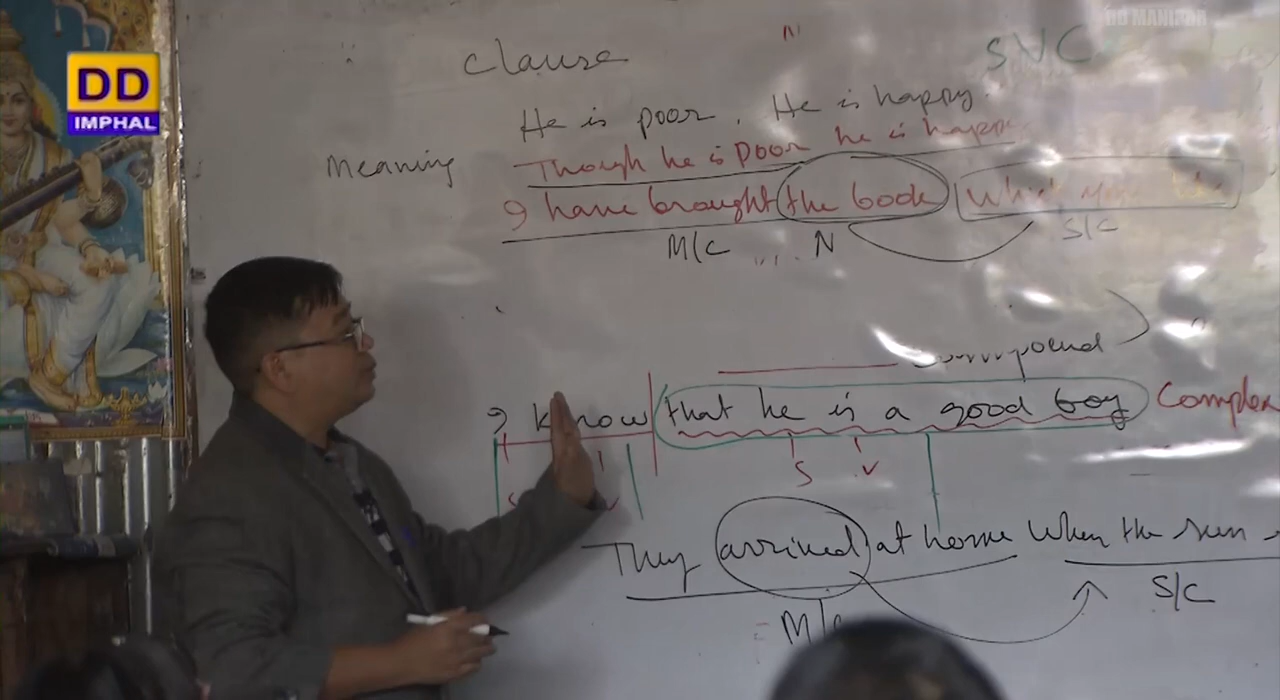 DD
IMPHAL
DD MANIPUR
N
Clause
SVC
He is poor. He is happy.
Meaning
Though he is poor he is happy
I have brought the book which
M/C
N
S/C
compound
I know that he is a good boy Complex
S
V
They arrived at home when the sun
M/C
S/C